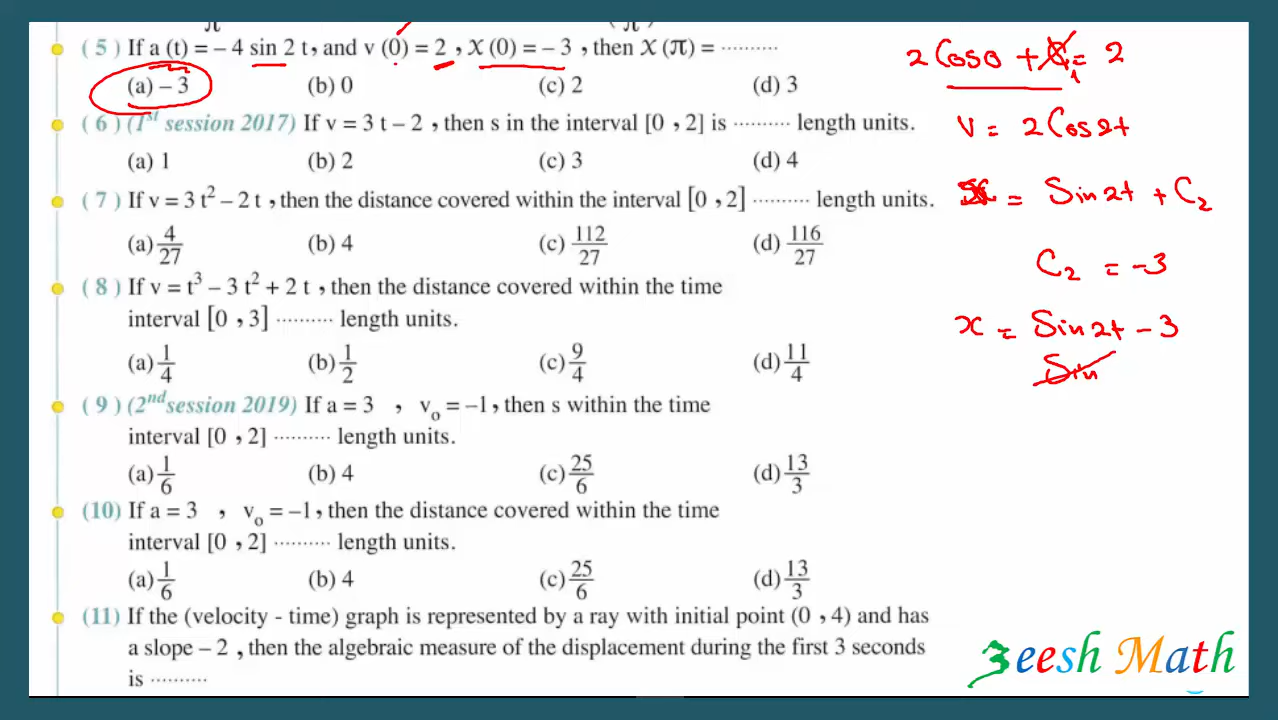 π
(π)
( 5 ) If a (t) = – 4 sin 2 t , and v (0) = 2 , X (0) = – 3 , then X (π) = ··········
(a) – 3 (b) 0 (c) 2 (d) 3
( 6 ) (1st session 2017) If v = 3 t – 2 , then s in the interval [0 , 2] is ·········· length units.
(a) 1 (b) 2 (c) 3 (d) 4
( 7 ) If v = 3 t² – 2 t , then the distance covered within the interval [0 , 2] ·········· length units.
(a) 4/27 (b) 4 (c) 112/27 (d) 116/27
( 8 ) If v = t³ – 3 t² + 2 t , then the distance covered within the time
interval [0 , 3] ·········· length units.
(a) 1/4 (b) 1/2 (c) 9/4 (d) 11/4
( 9 ) (2nd session 2019) If a = 3 , v₀ = –1 , then s within the time
interval [0 , 2] ·········· length units.
(a) 1/6 (b) 4 (c) 25/6 (d) 13/3
(10) If a = 3 , v₀ = –1 , then the distance covered within the time
interval [0 , 2] ·········· length units.
(a) 1/6 (b) 4 (c) 25/6 (d) 13/3
(11) If the (velocity - time) graph is represented by a ray with initial point (0 , 4) and has
a slope – 2 , then the algebraic measure of the displacement during the first 3 seconds
is ··········
2 Cos0 + C₁ = 2
V = 2 Cos2t
= Sin2t + C₂
C₂ = -3
x = Sin2t - 3
Sin
3eesh Math